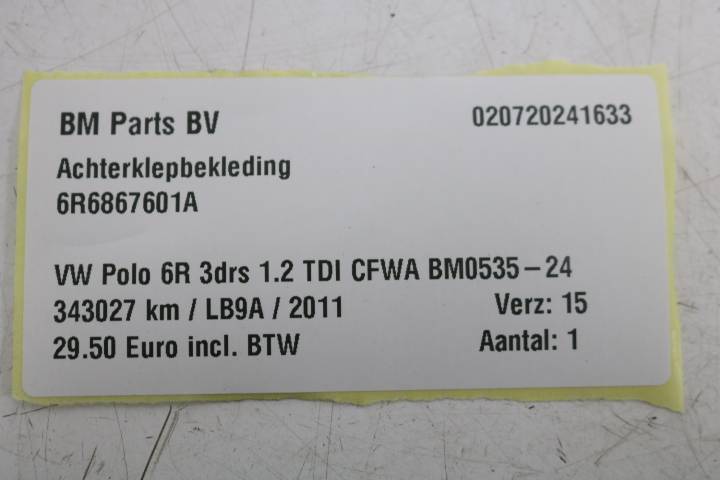 BM Parts BV 020720241633
Achterklepbekleding
6R6867601A
VW Polo 6R 3drs 1.2 TDI CFWA BM0535-24
343027 km / LB9A / 2011 Verz: 15
29.50 Euro incl. BTW Aantal: 1